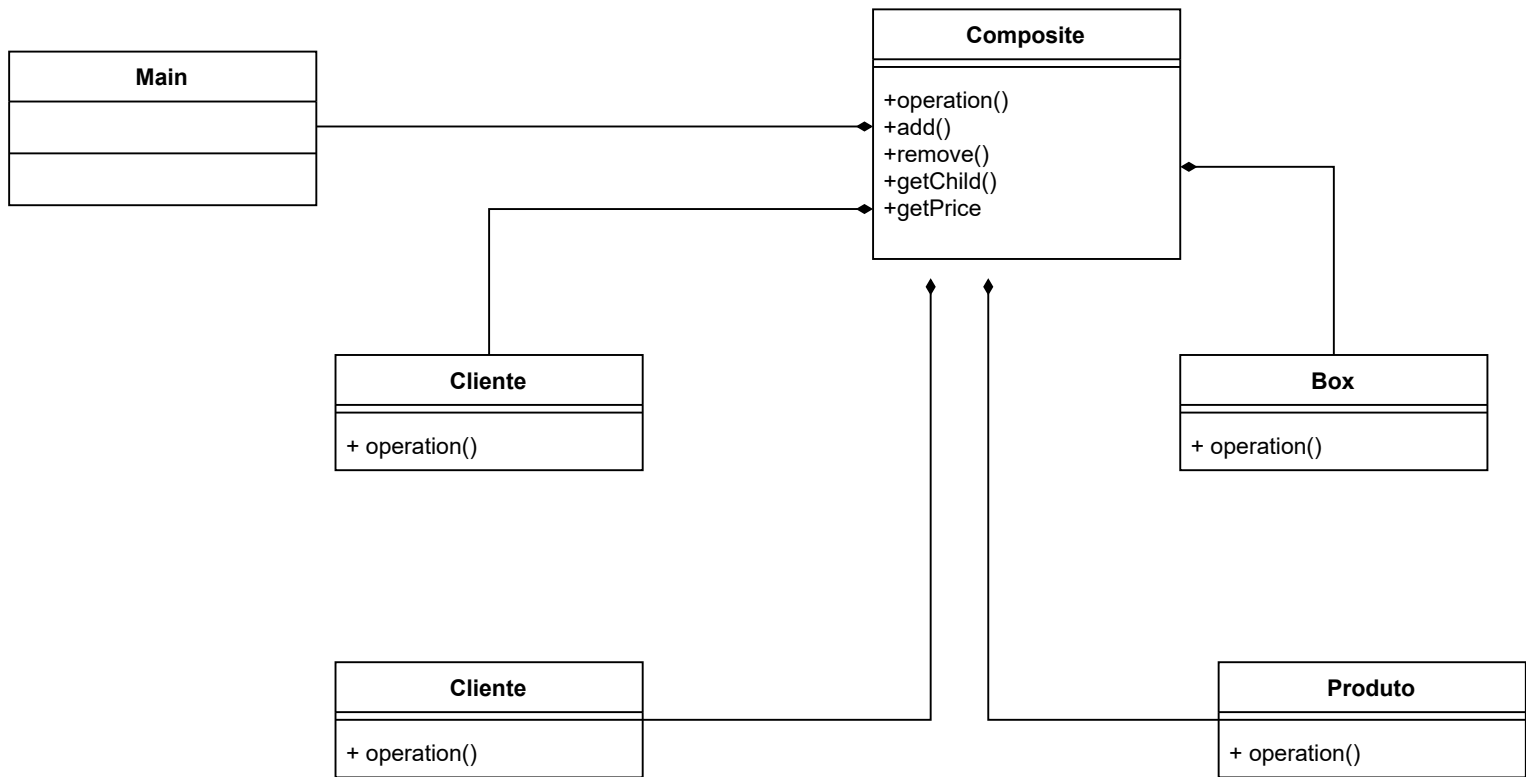 Composite
+operation()
+add()
+remove()
+getChild()
+getPrice
Main
Cliente
+ operation()
Box
+ operation()
Cliente
+ operation()
Produto
+ operation()